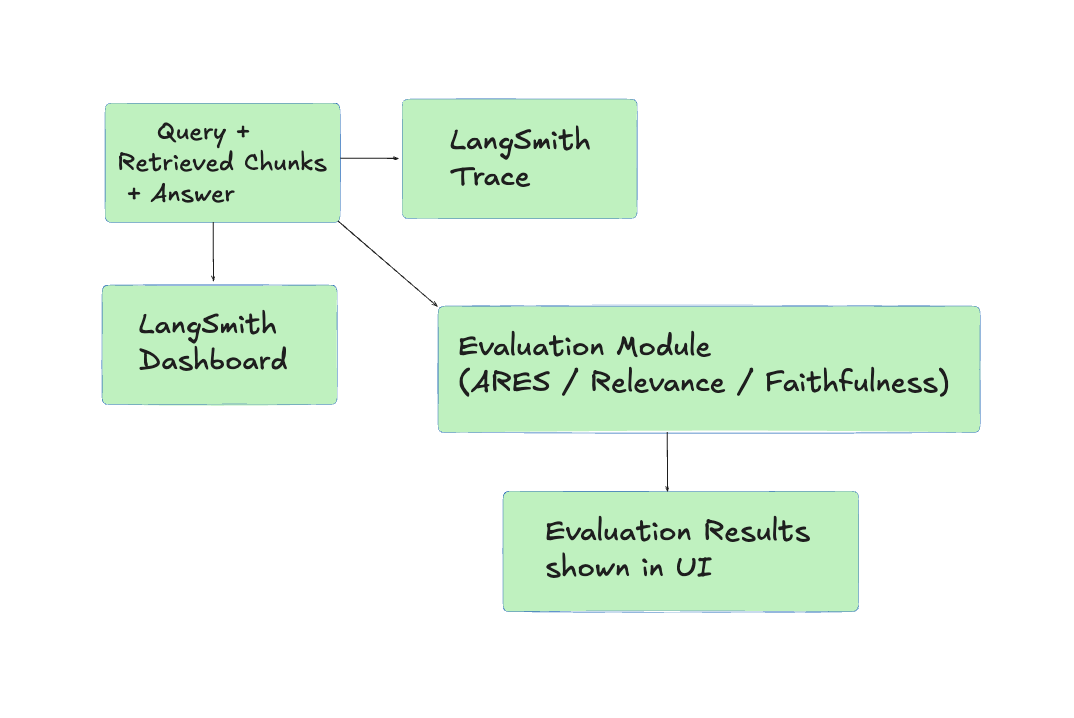 Query +
Retrieved Chunks
+ Answer
LangSmith
Trace
LangSmith
Dashboard
Evaluation Module
(ARES / Relevance / Faithfulness)
Evaluation Results
shown in UI